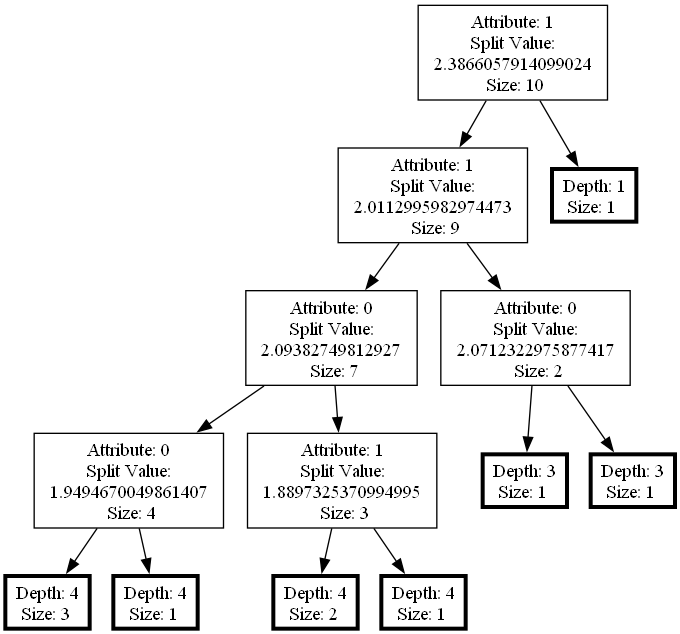 Attribute: 1
Split Value:
2.3866057914099024
Size: 10
Attribute: 1
Split Value:
2.0112995982974473
Size: 9
Depth: 1
Size: 1
Attribute: 0
Split Value:
2.09382749812927
Size: 7
Attribute: 0
Split Value:
2.0712322975877417
Size: 2
Attribute: 0
Split Value:
1.9494670049861407
Size: 4
Attribute: 1
Split Value:
1.8897325370994995
Size: 3
Depth: 3
Size: 1
Depth: 3
Size: 1
Depth: 4
Size: 3
Depth: 4
Size: 1
Depth: 4
Size: 2
Depth: 4
Size: 1